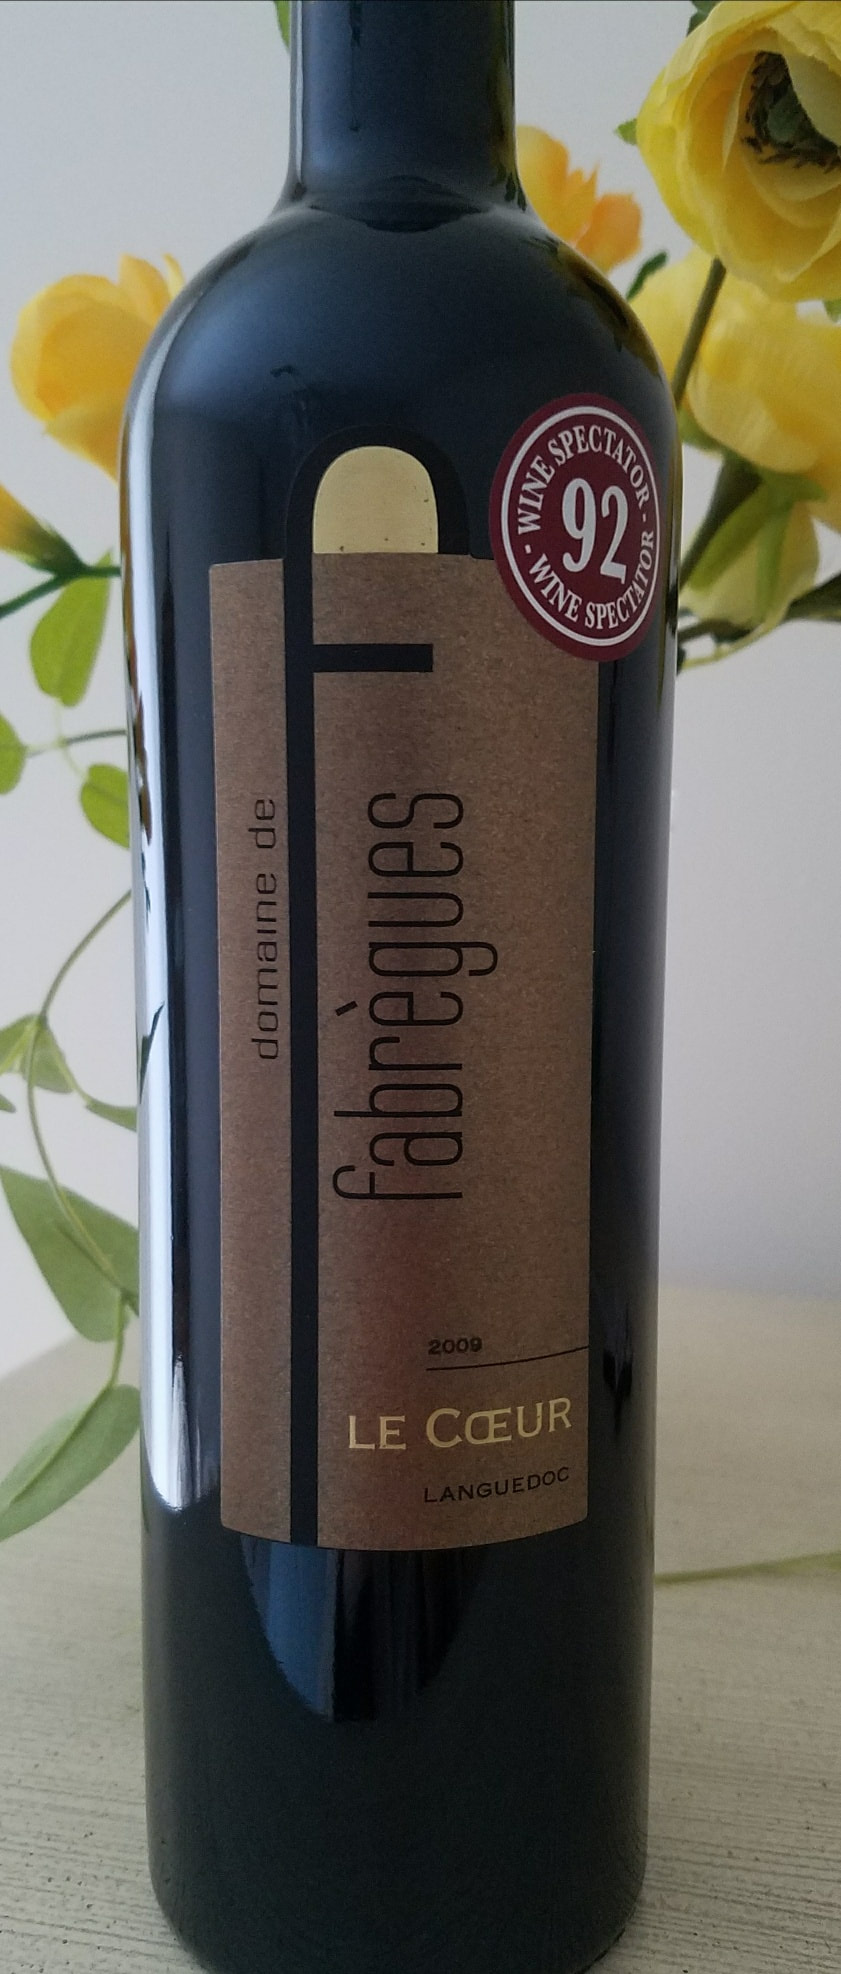 WINE SPECTATOR
92
WINE SPECTATOR
domaine de
fabrègues
2009
LE CŒUR
LANGUEDOC